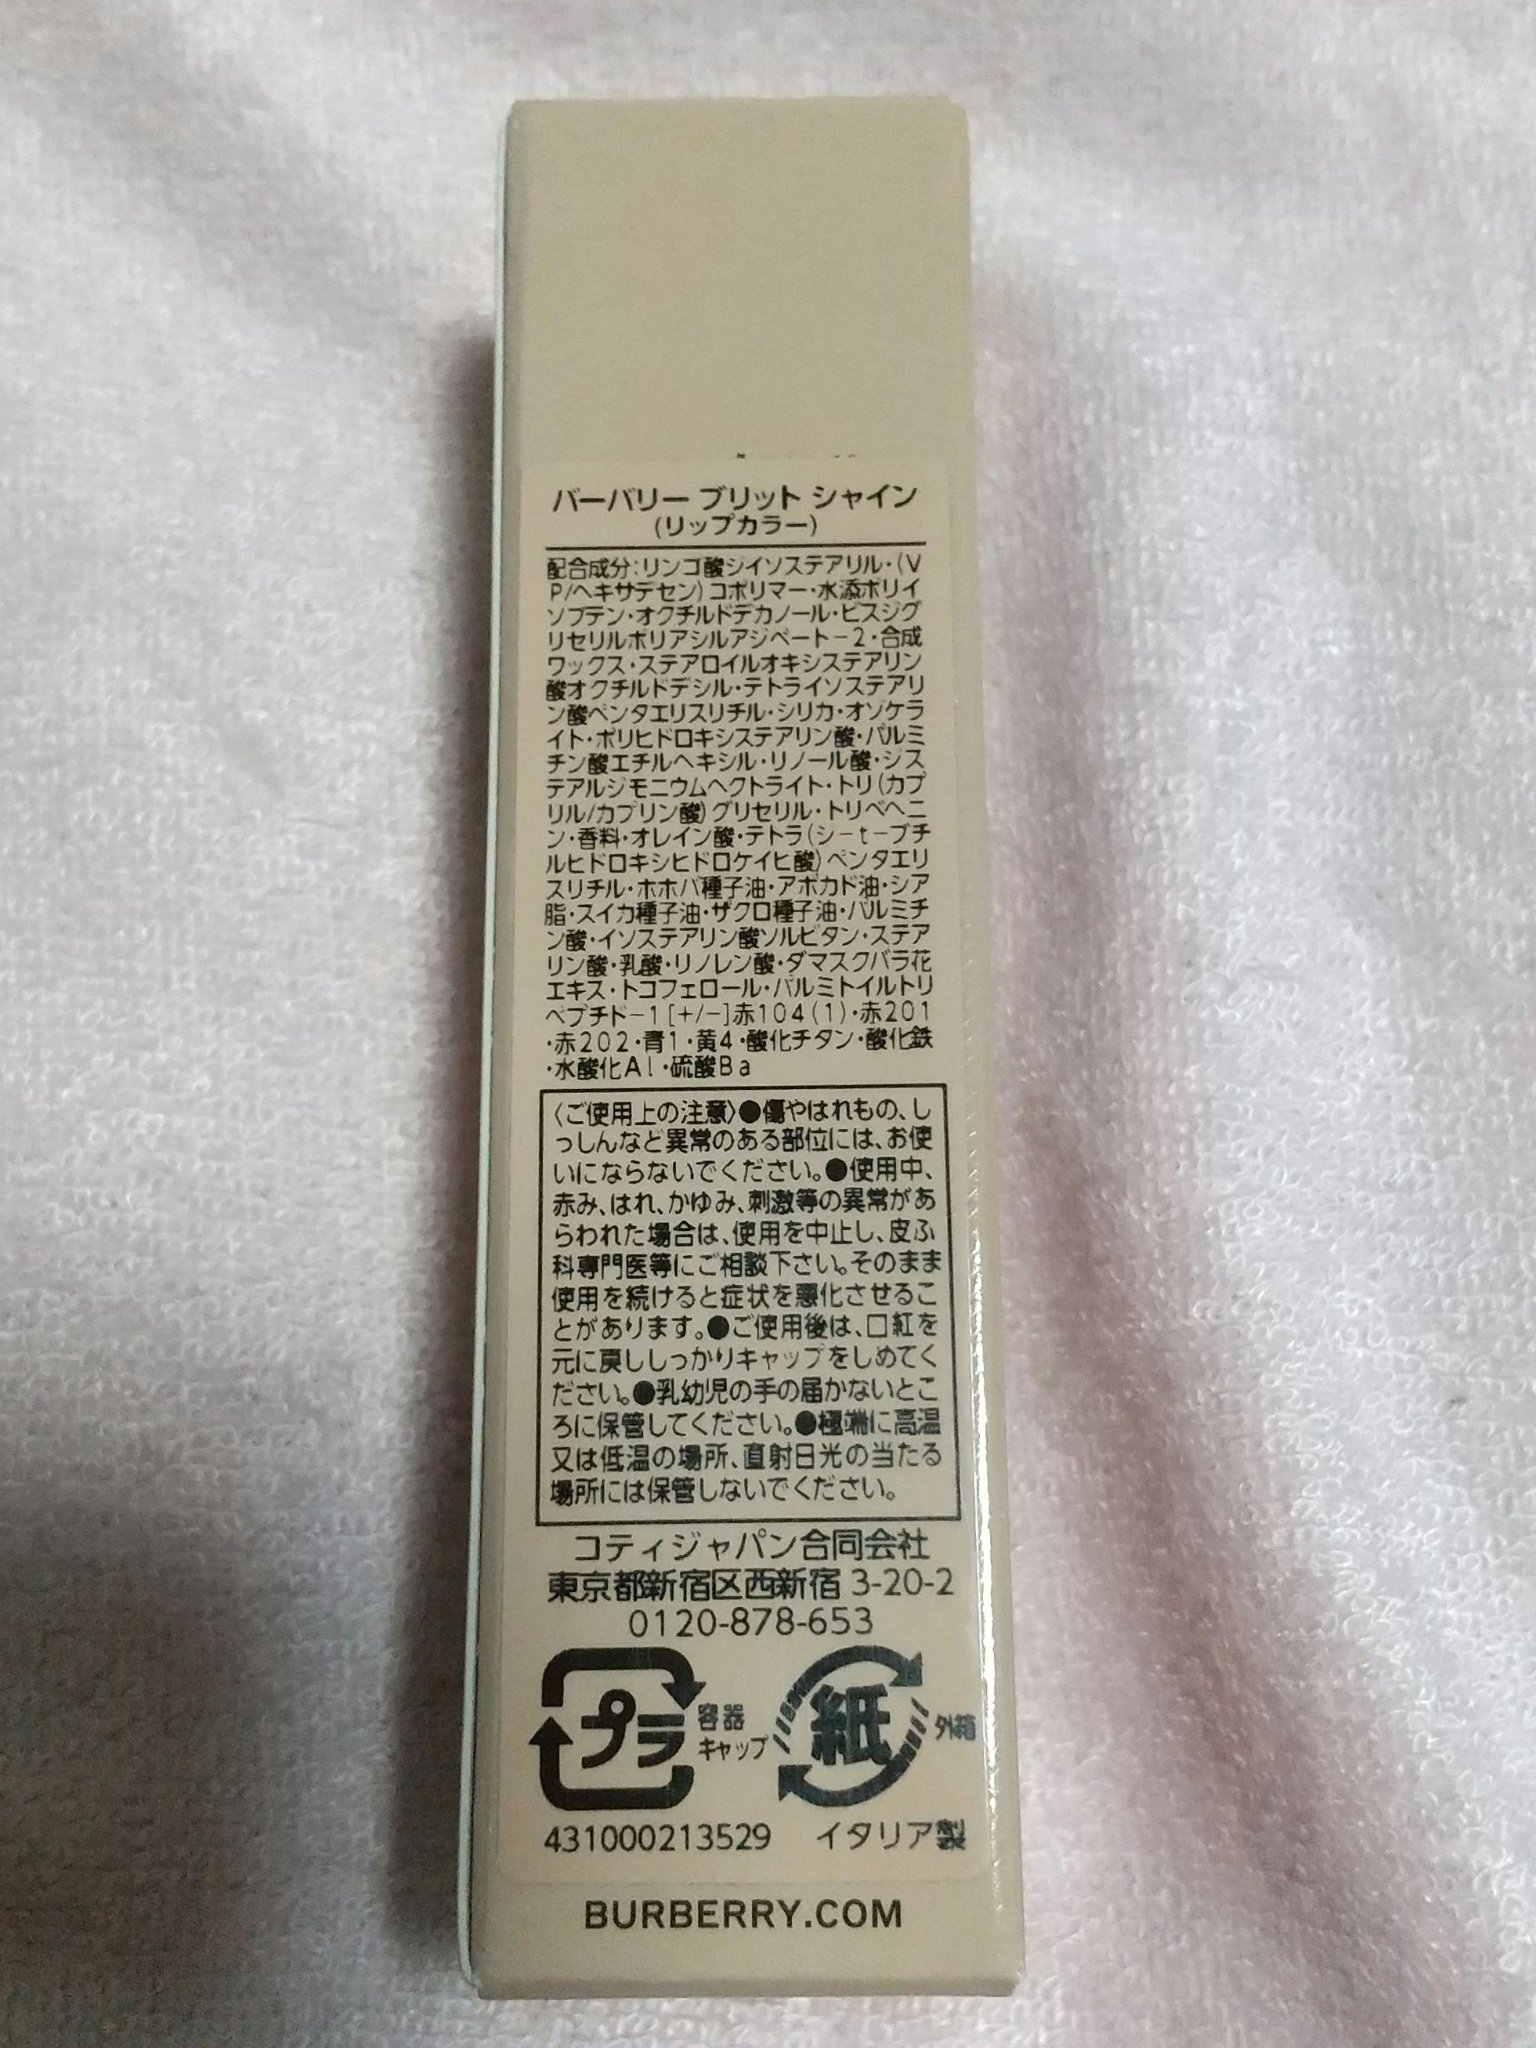 バーバリー ブリット シャイン
(リップカラー)
配合成分:リンゴ酸ジイソステアリル・(V
P/ヘキサデセン)コポリマー・水添ポリイ
ソブテン・オクチルドデカノール・ビスジグ
リセリルポリアシルアジペート-2・合成
ワックス・ステアロイルオキシステアリン
酸オクチルドデシル・テトライソステアリ
ン酸ペンタエリスリチル・シリカ・オゾケラ
イト・ポリヒドロキシステアリン酸・パルミ
チン酸エチルヘキシル・リノール酸・ジス
テアルジモニウムヘクトライト・トリ(カプ
リル/カプリン酸)グリセリル・トリベヘニ
ン・香料・オレイン酸・テトラ(ジ-t-ブチ
ルヒドロキシヒドロケイヒ酸)ペンタエリ
スリチル・ホホバ種子油・アボカド油・シア
脂・スイカ種子油・ザクロ種子油・パルミチ
ン酸・イソステアリン酸ソルビタン・ステア
リン酸・乳酸・リノレン酸・ダマスクバラ花
エキス・トコフェロール・パルミトイルトリ
ペプチド-1[+/-]赤104(1)・赤201
・赤202・青1・黄4・酸化チタン・酸化鉄
・水酸化Al・硫酸Ba
〈ご使用上の注意〉●傷やはれもの、し
っしんなど異常のある部位には、お使
いにならないでください。●使用中、
赤み、はれ、かゆみ、刺激等の異常があ
らわれた場合は、使用を中止し、皮ふ
科専門医等にご相談下さい。そのまま
使用を続けると症状を悪化させるこ
とがあります。●ご使用後は、口紅を
元に戻ししっかりキャップをしめてく
ださい。●乳幼児の手の届かないとこ
ろに保管してください。●極端に高温
又は低温の場所、直射日光の当たる
場所には保管しないでください。
コティジャパン合同会社
東京都新宿区西新宿 3-20-2
0120-878-653
プラ 容器 キャップ 紙 外箱
431000213529 イタリア製
BURBERRY.COM